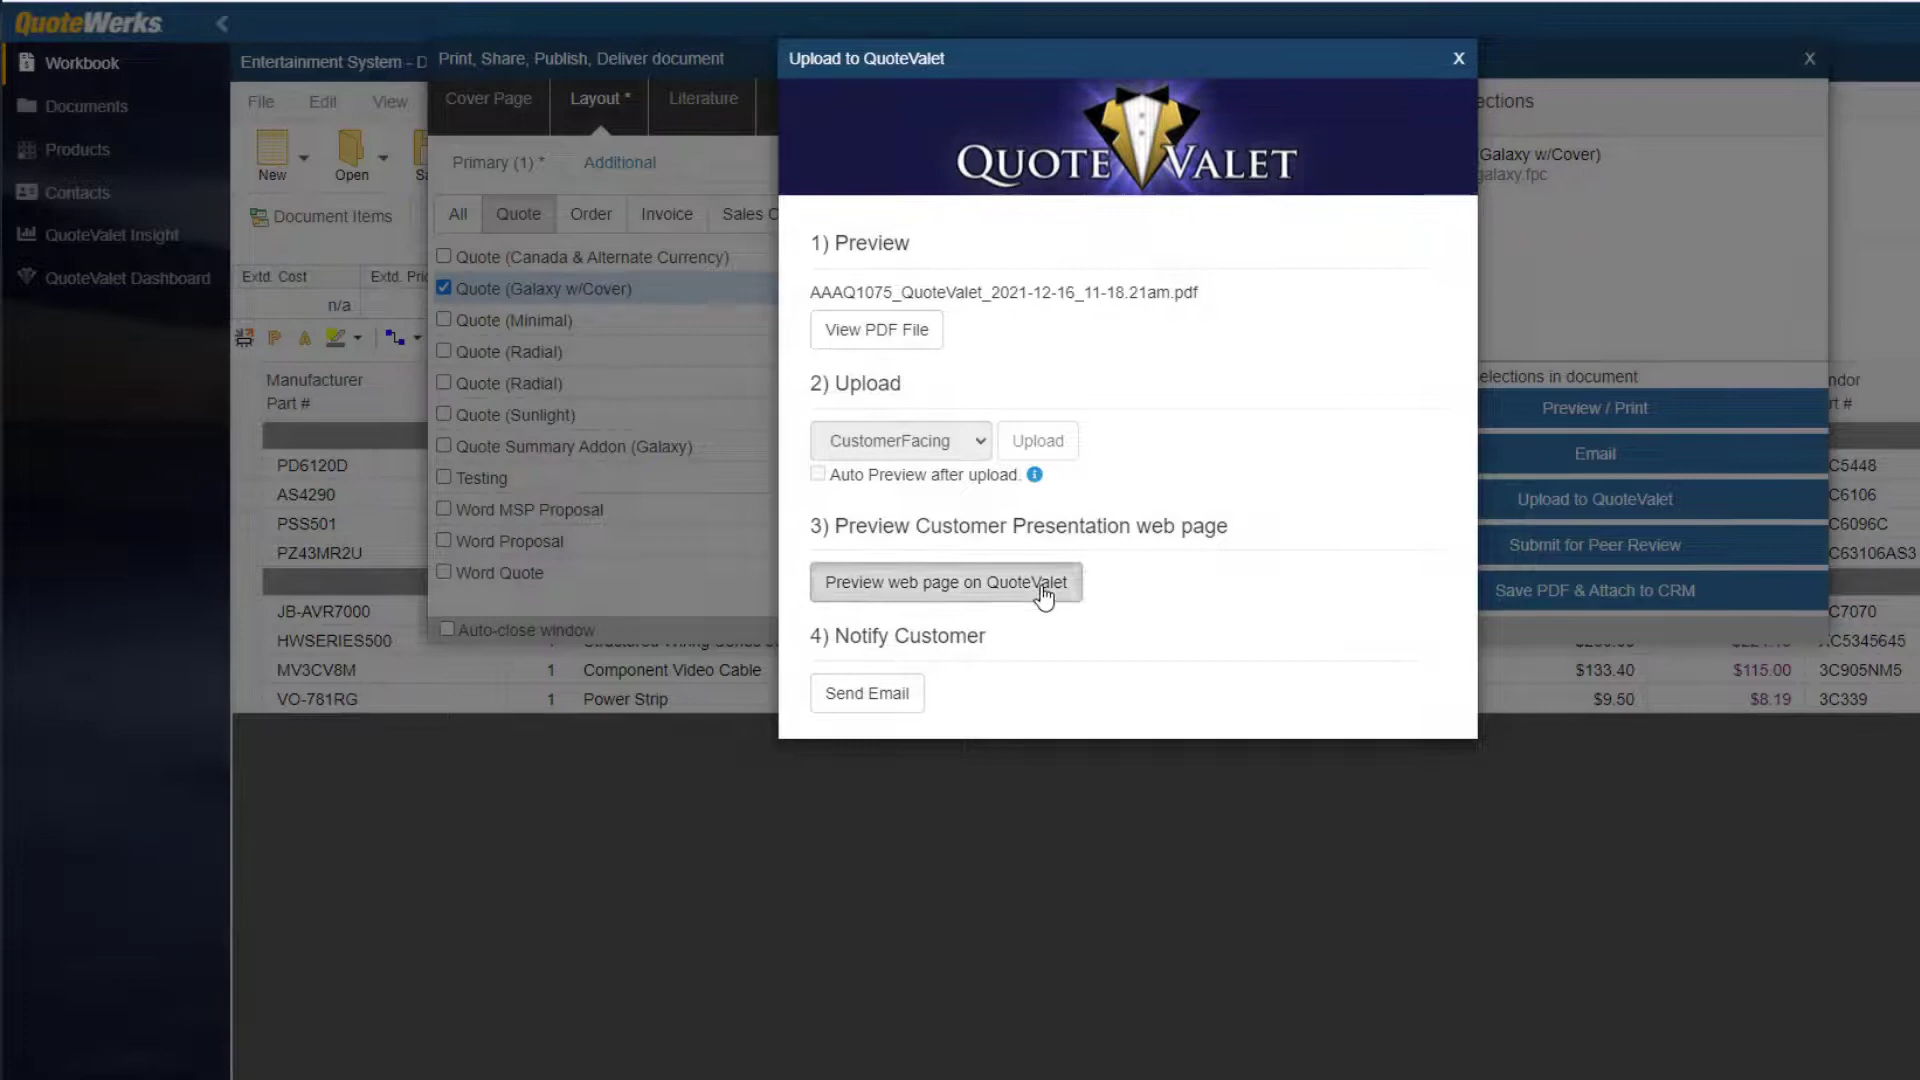 QuoteWerks
Workbook
Documents
Products
Contacts
QuoteValet Insight
QuoteValet Dashboard
Entertainment System - D
File Edit View
New Open Sa
Document Items
Extd. Cost Extd. Pric
n/a
Manufacturer
Part #
PD6120D
AS4290
PSS501
PZ43MR2U
JB-AVR7000
HWSERIES500
MV3CV8M 1 Component Video Cable
VO-781RG 1 Power Strip
Print, Share, Publish, Deliver document
Cover Page Layout * Literature
Primary (1) * Additional
All Quote Order Invoice Sales O
Quote (Canada & Alternate Currency)
Quote (Galaxy w/Cover)
Quote (Minimal)
Quote (Radial)
Quote (Radial)
Quote (Sunlight)
Quote Summary Addon (Galaxy)
Testing
Word MSP Proposal
Word Proposal
Word Quote
Auto-close window
Upload to QuoteValet X
QUOTE VALET
1) Preview
AAAQ1075_QuoteValet_2021-12-16_11-18.21am.pdf
View PDF File
2) Upload
CustomerFacing Upload
Auto Preview after upload.
3) Preview Customer Presentation web page
Preview web page on QuoteValet
4) Notify Customer
Send Email
X
ections
Galaxy w/Cover)
galaxy.fpc
elections in document
Preview / Print
Email
Upload to QuoteValet
Submit for Peer Review
Save PDF & Attach to CRM
ndor
rt #
C5448
C6106
C6096C
C63106AS3
C7070
C5345645
$133.40 $115.00 3C905NM5
$9.50 $8.19 3C339